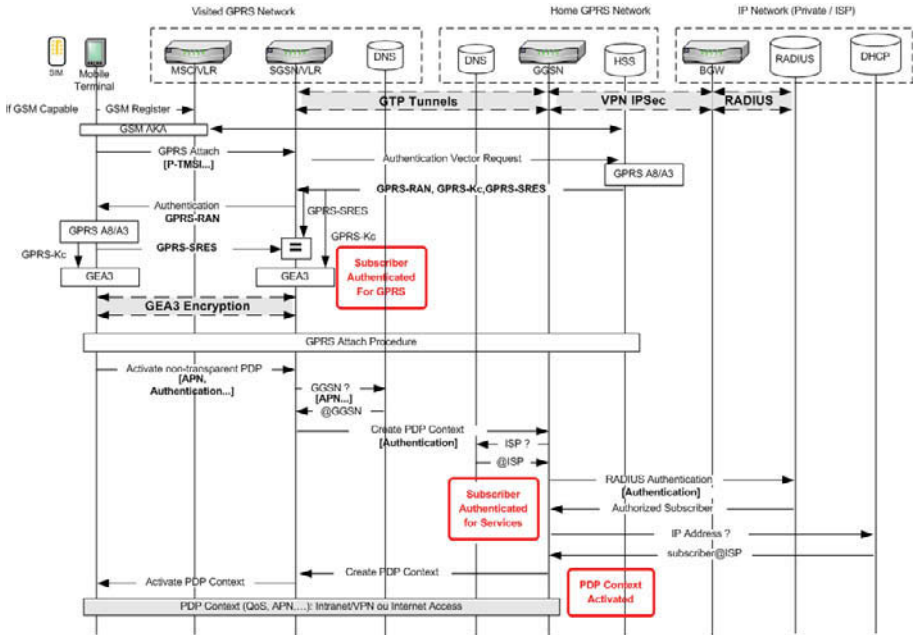 Visited GPRS Network
Home GPRS Network
IP Network (Private / ISP)
SIM
Mobile
Terminal
MSC/VLR
SGSN/VLR
DNS
DNS
GGSN
HSS
BGW
RADIUS
DHCP
GTP Tunnels
VPN IPSec
RADIUS
If GSM Capable
GSM Register
GSM AKA
GPRS Attach
[P-TMSI...]
Authentication Vector Request
GPRS A8/A3
GPRS-RAN, GPRS-Kc,GPRS-SRES
Authentication
GPRS-RAN
GPRS-SRES
GPRS A8/A3
GPRS-Kc
GPRS-SRES
=
GPRS-Kc
GEA3
GEA3
Subscriber
Authenticated
For GPRS
GEA3 Encryption
GPRS Attach Procedure
Activate non-transparent PDP
[APN,
Authentication...]
GGSN ?
[APN...]
@GGSN
Create PDP Context
[Authentication]
ISP ?
@ISP
RADIUS Authentication
[Authentication]
Subscriber
Authenticated
for Services
Authorized Subscriber
IP Address ?
subscriber@ISP
Create PDP Context
Activate PDP Context
PDP Context
Activated
PDP Context (QoS, APN,...): Intranet/VPN ou Internet Access